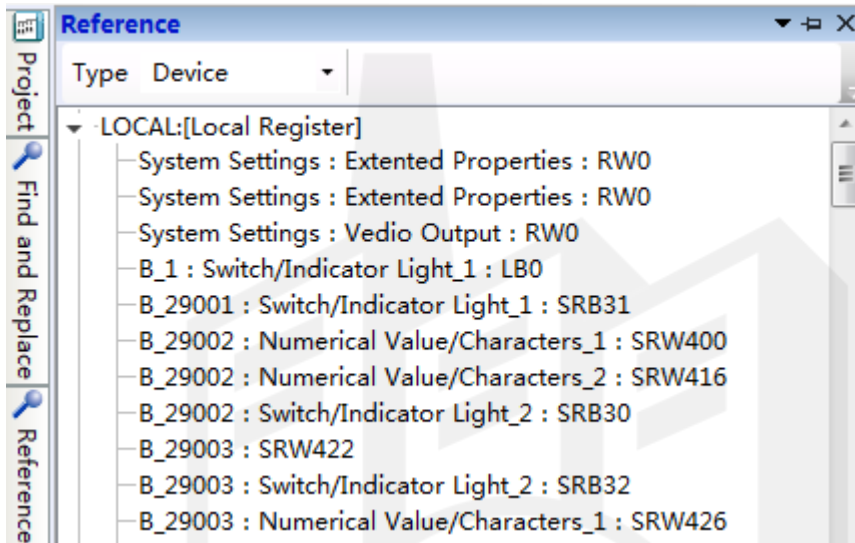 Reference
Type Device
LOCAL:[Local Register]
System Settings : Extented Properties : RW0
System Settings : Extented Properties : RW0
System Settings : Vedio Output : RW0
B_1 : Switch/Indicator Light_1 : LB0
B_29001 : Switch/Indicator Light_1 : SRB31
B_29002 : Numerical Value/Characters_1 : SRW400
B_29002 : Numerical Value/Characters_2 : SRW416
B_29002 : Switch/Indicator Light_2 : SRB30
B_29003 : SRW422
B_29003 : Switch/Indicator Light_2 : SRB32
B_29003 : Numerical Value/Characters_1 : SRW426
Project
Find and Replace
Reference